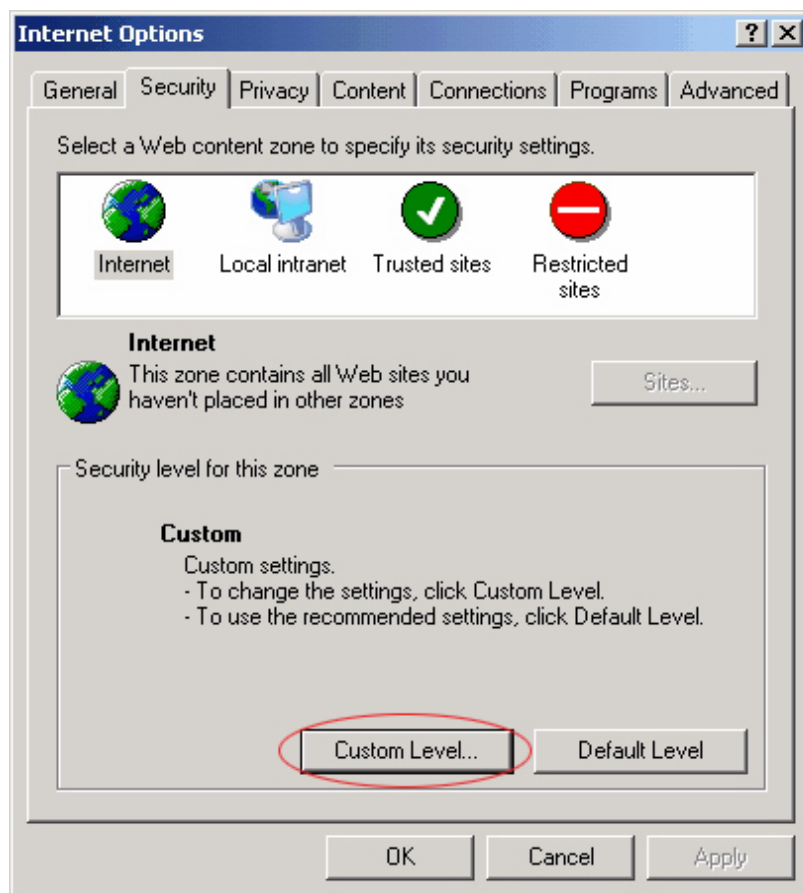 Internet Options
General Security Privacy Content Connections Programs Advanced
Select a Web content zone to specify its security settings.
Internet Local intranet Trusted sites Restricted
sites
Internet
This zone contains all Web sites you
haven't placed in other zones
Sites...
Security level for this zone
Custom
Custom settings.
- To change the settings, click Custom Level.
- To use the recommended settings, click Default Level.
Custom Level... Default Level
OK Cancel Apply